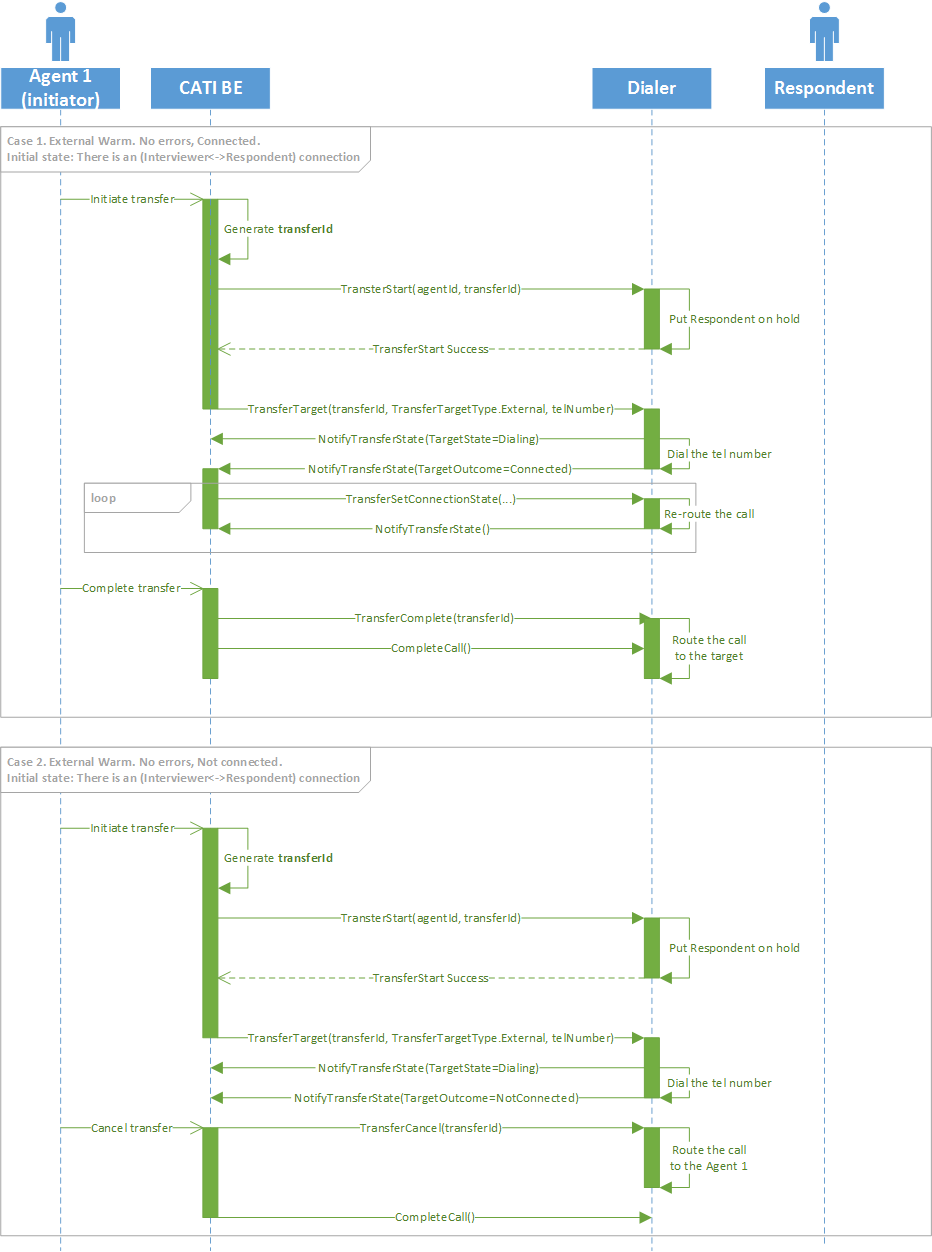 Agent 1
(initiator)
CATI BE
Dialer
Respondent
Case 1. External Warm. No errors, Connected.
Initial state: There is an (Interviewer<->Respondent) connection
Initiate transfer
Generate transferId
TransterStart(agentId, transferId)
Put Respondent on hold
TransferStart Success
TransferTarget(transferId, TransferTargetType.External, telNumber)
NotifyTransferState(TargetState=Dialing)
Dial the tel number
NotifyTransferState(TargetOutcome=Connected)
loop
TransferSetConnectionState(...)
Re-route the call
NotifyTransferState()
Complete transfer
TransferComplete(transferId)
Route the call
to the target
CompleteCall()
Case 2. External Warm. No errors, Not connected.
Initial state: There is an (Interviewer<->Respondent) connection
Initiate transfer
Generate transferId
TransterStart(agentId, transferId)
Put Respondent on hold
TransferStart Success
TransferTarget(transferId, TransferTargetType.External, telNumber)
NotifyTransferState(TargetState=Dialing)
Dial the tel number
NotifyTransferState(TargetOutcome=NotConnected)
Cancel transfer
TransferCancel(transferId)
Route the call
to the Agent 1
CompleteCall()